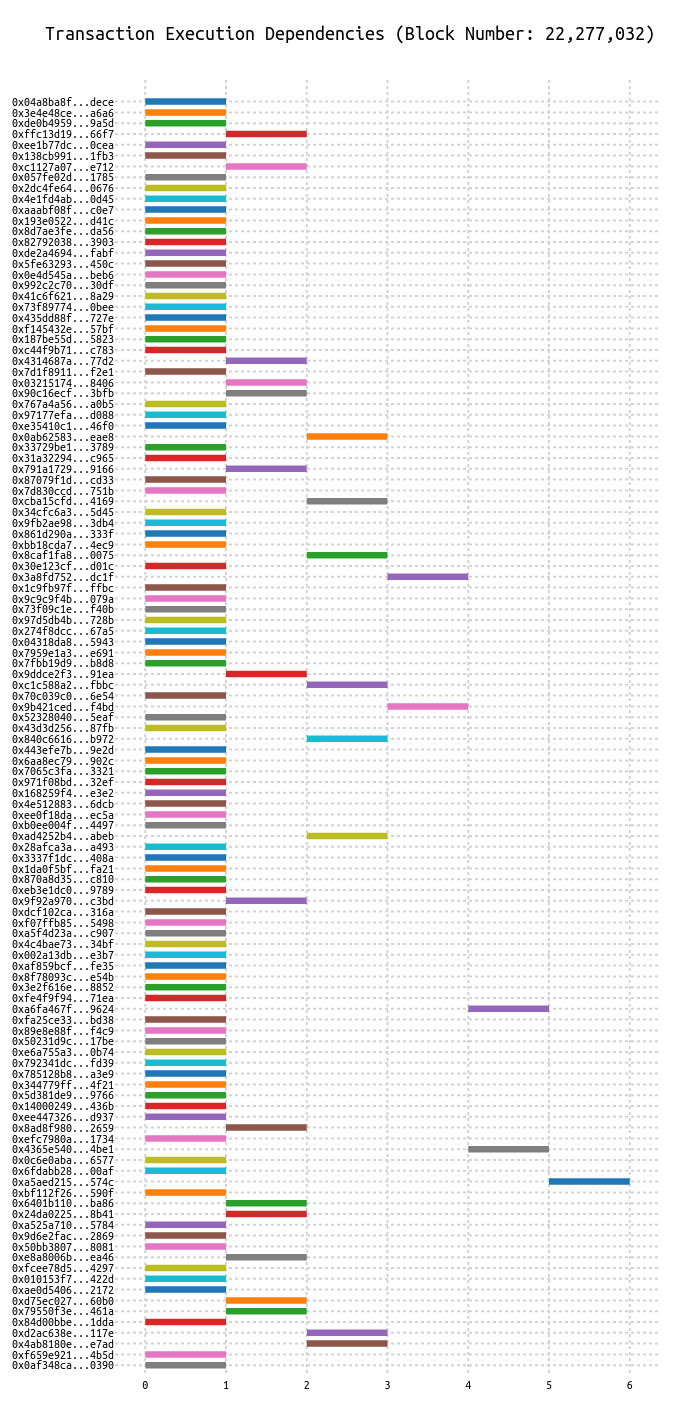 Transaction Execution Dependencies (Block Number: 22,277,032)
0x04a8ba8f...dece
0x3e4e48ce...a6a6
0xde0b4959...9a5d
0xffc13d19...66f7
0xee1b77dc...0cea
0x138cb991...1fb3
0xc1127a07...e712
0x057fe02d...1785
0x2dc4fe64...0676
0x4e1fd4ab...0d45
0xaaabf08f...c0e7
0x193e0522...d41c
0x8d7ae3fe...da56
0x82792038...3903
0xde2a4694...fabf
0x5fe63293...450c
0x0e4d545a...beb6
0x992c2c70...30df
0x41c6f621...8a29
0x73f89774...0bee
0x435dd88f...727e
0xf145432e...57bf
0x187be55d...5823
0xc44f9b71...c783
0x4314687a...77d2
0x7d1f8911...f2e1
0x03215174...8406
0x90c16ecf...3bfb
0x767a4a56...a0b5
0x97177efa...d088
0xe35410c1...46f0
0x0ab62583...eae8
0x33729be1...3789
0x31a32294...c965
0x791a1729...9166
0x87079f1d...cd33
0x7d830ccd...751b
0xcba15cfd...4169
0x34cfc6a3...5d45
0x9fb2ae98...3db4
0x861d290a...333f
0xbb18cda7...4ec9
0x8caf1fa8...0075
0x30e123cf...d01c
0x3a8fd752...dc1f
0x1c9fb97f...ffbc
0x9c9c9f4b...079a
0x73f09c1e...f40b
0x97d5db4b...728b
0x274f8dcc...67a5
0x04318da8...5943
0x7959e1a3...e691
0x7fbb19d9...b8d8
0x9ddce2f3...91ea
0xc1c588a2...fbbc
0x70c039c0...6e54
0x9b421ced...f4bd
0x52328040...5eaf
0x43d3d256...87fb
0x840c6616...b972
0x443efe7b...9e2d
0x6aa8ec79...902c
0x7065c3fa...3321
0x971f08bd...32ef
0x168259f4...e3e2
0x4e512883...6dcb
0xee0f18da...ec5a
0xb0ee004f...4497
0xad4252b4...abeb
0x28afca3a...a493
0x3337f1dc...408a
0x1da0f5bf...fa21
0x870a8d35...c810
0xeb3e1dc0...9789
0x9f92a970...c3bd
0xdcf102ca...316a
0xf07ffb85...5498
0xa5f4d23a...c907
0x4c4bae73...34bf
0x002a13db...e3b7
0xaf859bcf...fe35
0x8f78093c...e54b
0x3e2f616e...8852
0xfe4f9f94...71ea
0xa6fa467f...9624
0xfa25ce33...bd38
0x89e8e88f...f4c9
0x50231d9c...17be
0xe6a755a3...0b74
0x792341dc...fd39
0x785128b8...a3e9
0x344779ff...4f21
0x5d381de9...9766
0x14000249...436b
0xee447326...d937
0x8ad8f980...2659
0xefc7980a...1734
0x4365e540...4be1
0x0c6e0aba...6577
0x6fdabb28...00af
0xa5aed215...574c
0xbf112f26...590f
0x6401b110...ba86
0x24da0225...8b41
0xa525a710...5784
0x9d6e2fac...2869
0x50bb3807...8081
0xe8a8006b...ea46
0xfcee78d5...4297
0x010153f7...422d
0xae0d5406...2172
0xd75ec027...60b0
0x79550f3e...461a
0x84d00bbe...1dda
0xd2ac638e...117e
0x4ab8180e...e7ad
0xf659e921...4b5d
0x0af348ca...0390
0 1 2 3 4 5 6